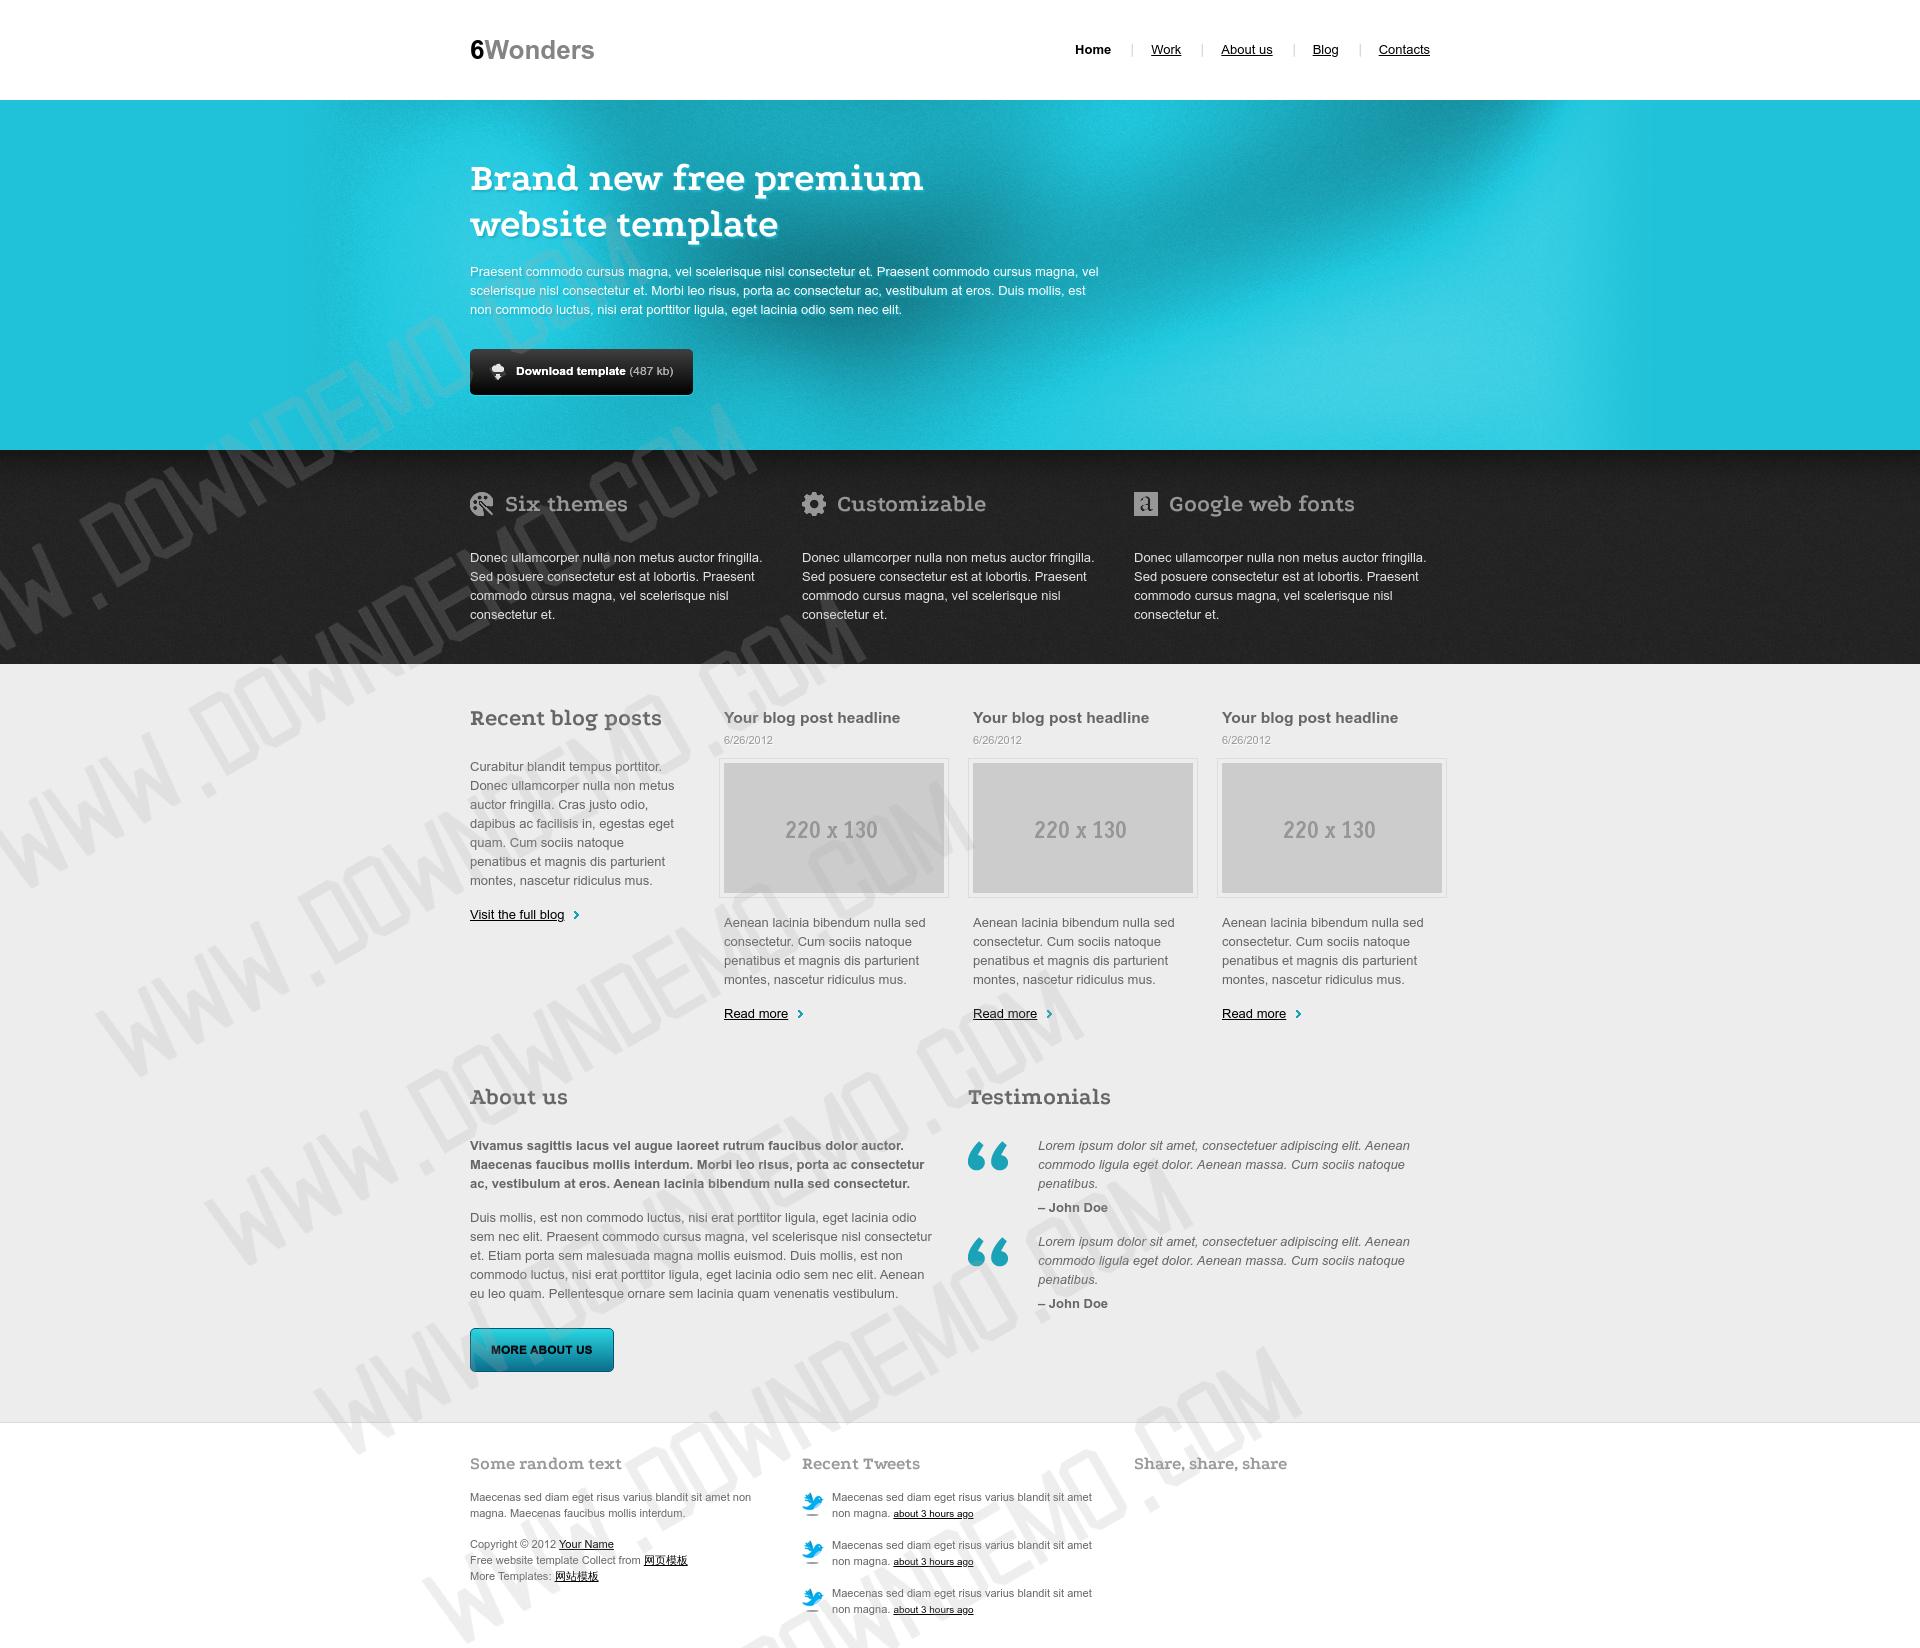 6Wonders
Home | Work | About us | Blog | Contacts
Brand new free premium
website template
Praesent commodo cursus magna, vel scelerisque nisl consectetur et. Praesent commodo cursus magna, vel
scelerisque nisl consectetur et. Morbi leo risus, porta ac consectetur ac, vestibulum at eros. Duis mollis, est
non commodo luctus, nisi erat porttitor ligula, eget lacinia odio sem nec elit.
Download template (487 kb)
Six themes
Donec ullamcorper nulla non metus auctor fringilla.
Sed posuere consectetur est at lobortis. Praesent
commodo cursus magna, vel scelerisque nisl
consectetur et.
Customizable
Donec ullamcorper nulla non metus auctor fringilla.
Sed posuere consectetur est at lobortis. Praesent
commodo cursus magna, vel scelerisque nisl
consectetur et.
a Google web fonts
Donec ullamcorper nulla non metus auctor fringilla.
Sed posuere consectetur est at lobortis. Praesent
commodo cursus magna, vel scelerisque nisl
consectetur et.
Recent blog posts
Curabitur blandit tempus porttitor.
Donec ullamcorper nulla non metus
auctor fringilla. Cras justo odio,
dapibus ac facilisis in, egestas eget
quam. Cum sociis natoque
penatibus et magnis dis parturient
montes, nascetur ridiculus mus.
Visit the full blog
Your blog post headline
6/26/2012
220 x 130
Aenean lacinia bibendum nulla sed
consectetur. Cum sociis natoque
penatibus et magnis dis parturient
montes, nascetur ridiculus mus.
Read more
Your blog post headline
6/26/2012
220 x 130
Aenean lacinia bibendum nulla sed
consectetur. Cum sociis natoque
penatibus et magnis dis parturient
montes, nascetur ridiculus mus.
Read more
Your blog post headline
6/26/2012
220 x 130
Aenean lacinia bibendum nulla sed
consectetur. Cum sociis natoque
penatibus et magnis dis parturient
montes, nascetur ridiculus mus.
Read more
About us
Vivamus sagittis lacus vel augue laoreet rutrum faucibus dolor auctor.
Maecenas faucibus mollis interdum. Morbi leo risus, porta ac consectetur
ac, vestibulum at eros. Aenean lacinia bibendum nulla sed consectetur.
Duis mollis, est non commodo luctus, nisi erat porttitor ligula, eget lacinia odio
sem nec elit. Praesent commodo cursus magna, vel scelerisque nisl consectetur
et. Etiam porta sem malesuada magna mollis euismod. Duis mollis, est non
commodo luctus, nisi erat porttitor ligula, eget lacinia odio sem nec elit. Aenean
eu leo quam. Pellentesque ornare sem lacinia quam venenatis vestibulum.
MORE ABOUT US
Testimonials
Lorem ipsum dolor sit amet, consectetuer adipiscing elit. Aenean
commodo ligula eget dolor. Aenean massa. Cum sociis natoque
penatibus.
– John Doe
Lorem ipsum dolor sit amet, consectetuer adipiscing elit. Aenean
commodo ligula eget dolor. Aenean massa. Cum sociis natoque
penatibus.
– John Doe
Some random text
Maecenas sed diam eget risus varius blandit sit amet non
magna. Maecenas faucibus mollis interdum.
Copyright © 2012 Your Name
Free website template Collect from 网页模板
More Templates: 网站模板
Recent Tweets
Maecenas sed diam eget risus varius blandit sit amet
non magna. about 3 hours ago
Maecenas sed diam eget risus varius blandit sit amet
non magna. about 3 hours ago
Maecenas sed diam eget risus varius blandit sit amet
non magna. about 3 hours ago
Share, share, share
WW.DOWNDEMO.COM
WWW.DOWNDEMO.COM
WWW.DOWNDEMO.COM
WWW.DOWNDEMO.COM
WWW.DOWNDEMO.COM
WWW.DOWNDEMO.COM
DOWNDEMO.COM